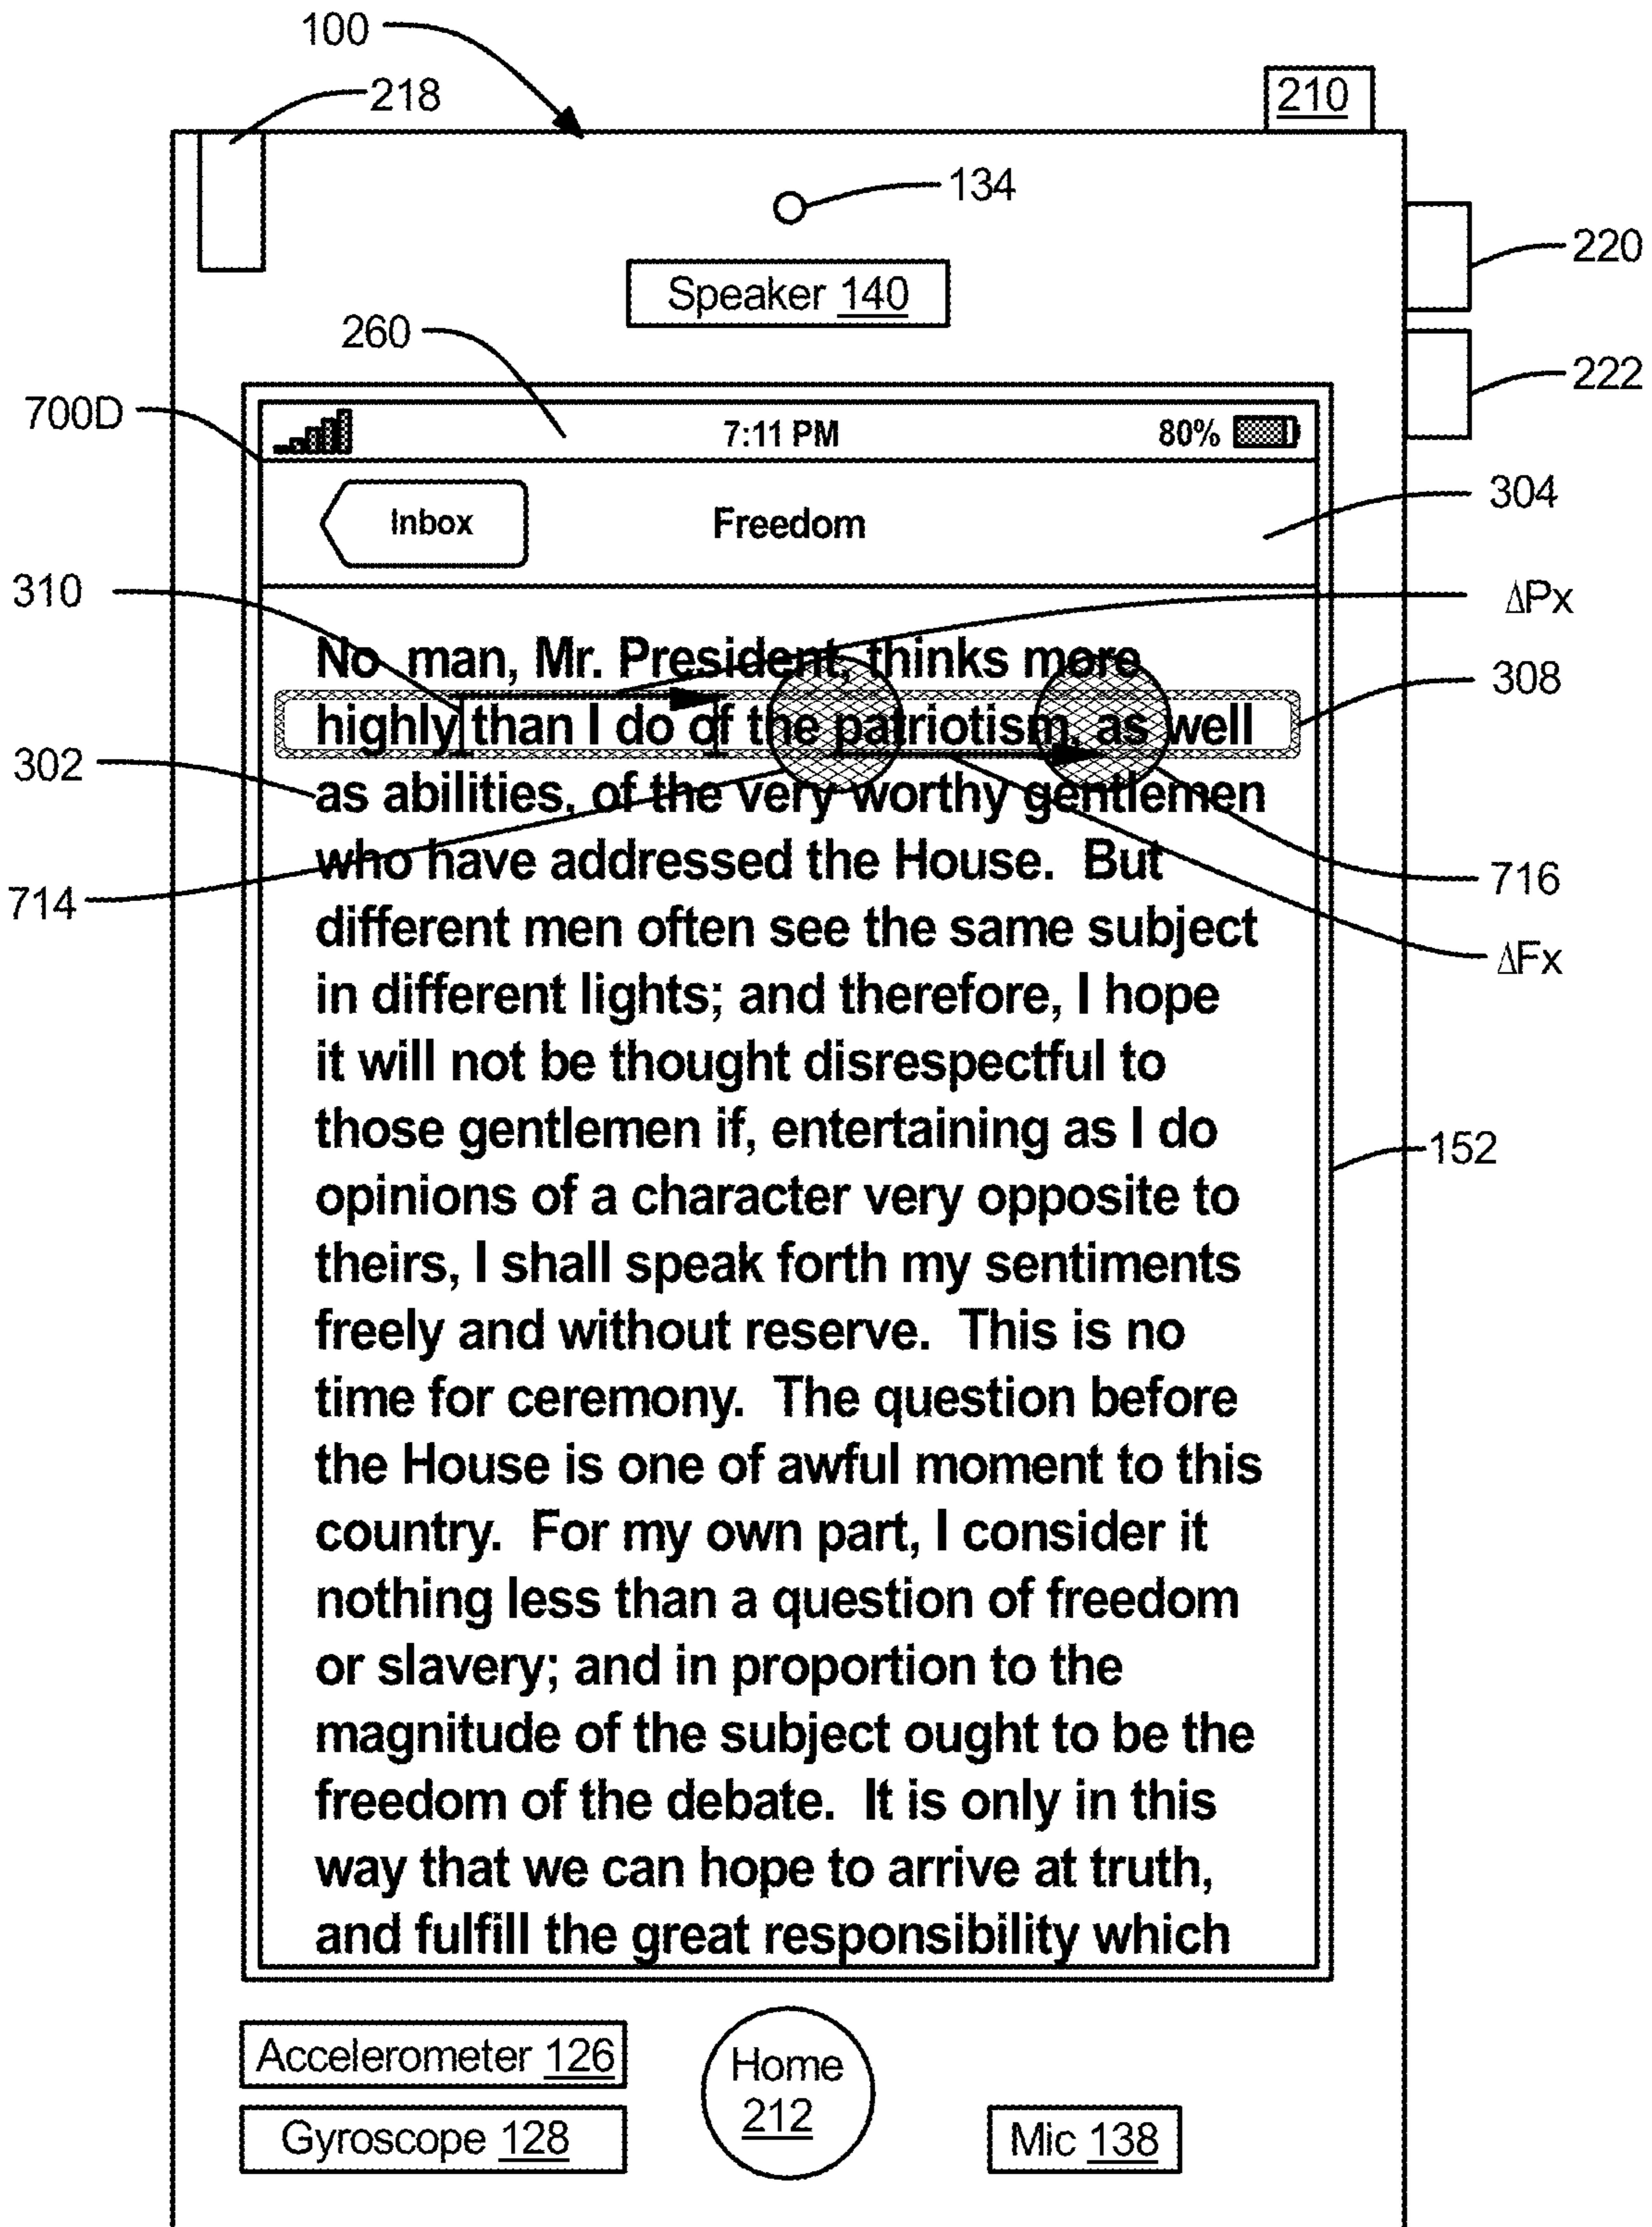 100
218
210
134
220
Speaker 140
260
222
700D
7:11 PM 80%
304
Inbox Freedom
310
ΔPx
No man, Mr. President, thinks more
308
highly than I do of the patriotism, as well
302
as abilities, of the very worthy gentlemen
who have addressed the House. But
716
714
different men often see the same subject
ΔFx
in different lights; and therefore, I hope
it will not be thought disrespectful to
those gentlemen if, entertaining as I do
152
opinions of a character very opposite to
theirs, I shall speak forth my sentiments
freely and without reserve. This is no
time for ceremony. The question before
the House is one of awful moment to this
country. For my own part, I consider it
nothing less than a question of freedom
or slavery; and in proportion to the
magnitude of the subject ought to be the
freedom of the debate. It is only in this
way that we can hope to arrive at truth,
and fulfill the great responsibility which
Accelerometer 126
Home
212
Gyroscope 128
Mic 138